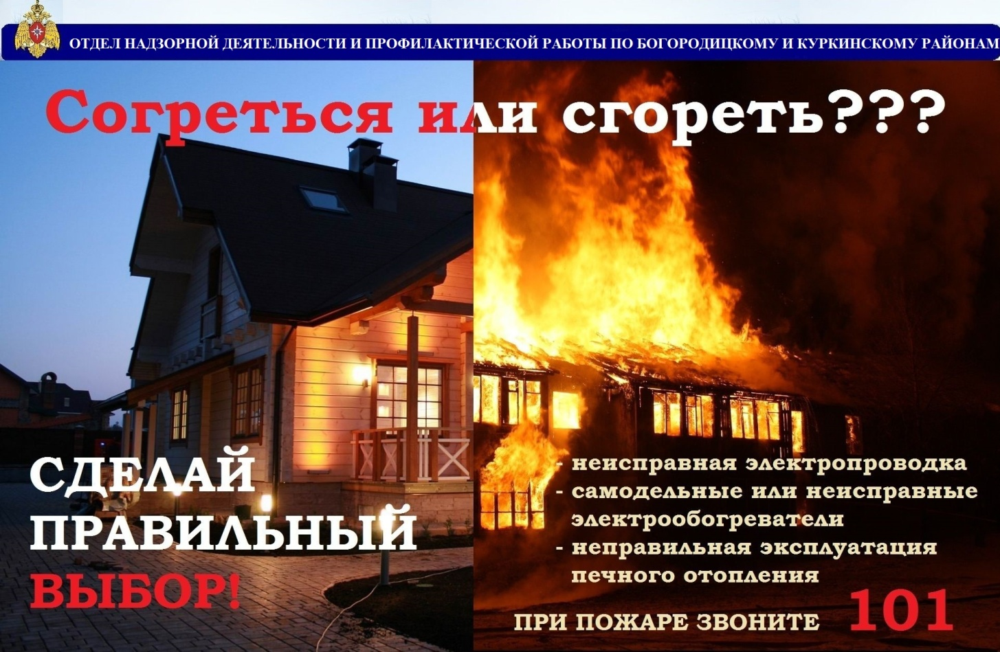 ОТДЕЛ НАДЗОРНОЙ ДЕЯТЕЛЬНОСТИ И ПРОФИЛАКТИЧЕСКОЙ РАБОТЫ ПО БОГОРОДИЦКОМУ И КУРКИНСКОМУ РАЙОНАМ
Согреться или сгореть???
СДЕЛАЙ
ПРАВИЛЬНЫЙ
ВЫБОР!
- неисправная электропроводка
- самодельные или неисправные
электрообогреватели
- неправильная эксплуатация
печного отопления
ПРИ ПОЖАРЕ ЗВОНИТЕ 101